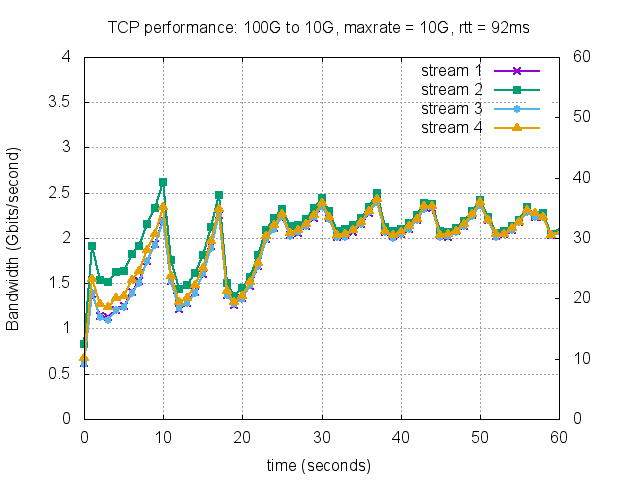 TCP performance: 100G to 10G, maxrate = 10G, rtt = 92ms
4
3.5
3
2.5
2
1.5
1
0.5
0
Bandwidth (Gbits/second)
stream 1
stream 2
stream 3
stream 4
60
50
40
30
20
10
0
0 10 20 30 40 50 60
time (seconds)